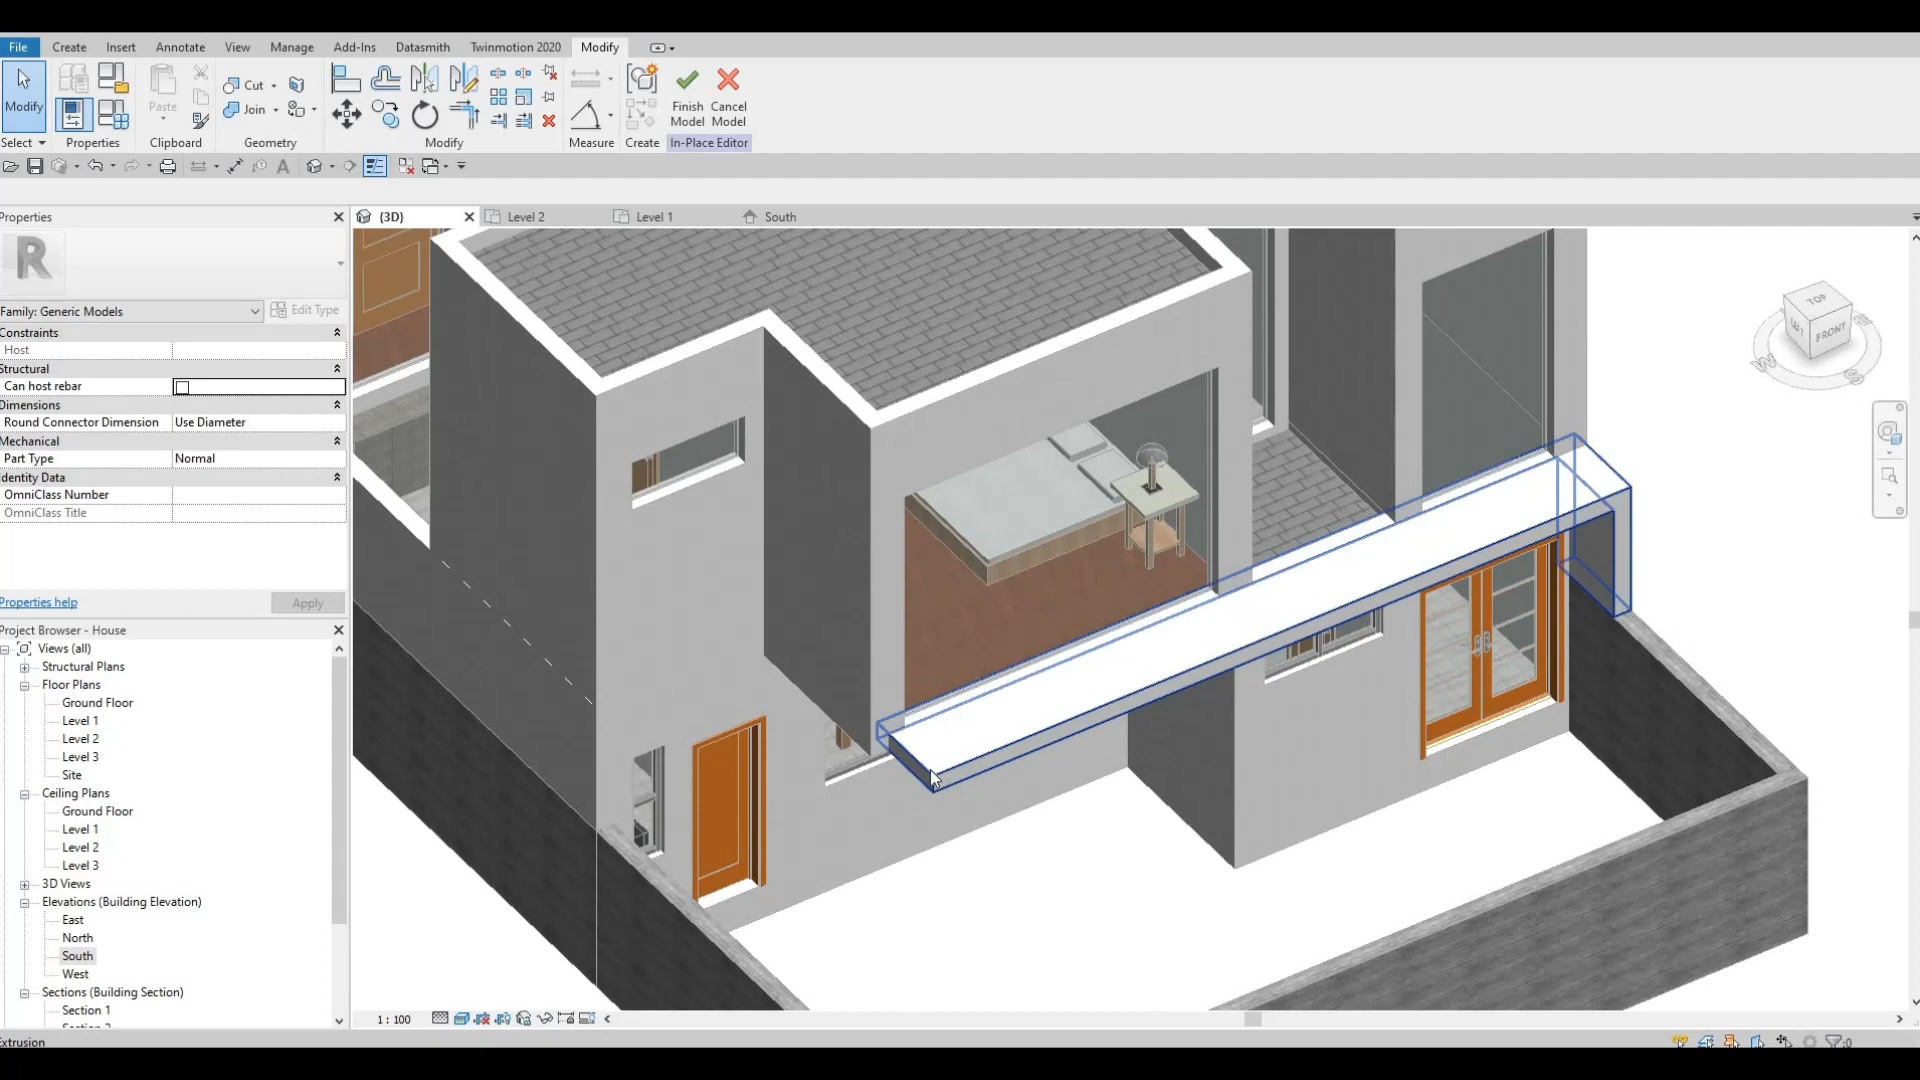 File Create Insert Annotate View Manage Add-Ins Datasmith Twinmotion 2020 Modify
Modify Paste Cut Join Finish Model Cancel Model
Select Properties Clipboard Geometry Modify Measure Create In-Place Editor
Properties {3D} Level 2 Level 1 South
R
Family: Generic Models Edit Type
Constraints
Host
Structural
Can host rebar
Dimensions
Round Connector Dimension Use Diameter
Mechanical
Part Type Normal
Identity Data
OmniClass Number
OmniClass Title
Properties help Apply
Project Browser - House
Views (all)
Structural Plans
Floor Plans
Ground Floor
Level 1
Level 2
Level 3
Site
Ceiling Plans
Ground Floor
Level 1
Level 2
Level 3
3D Views
Elevations (Building Elevation)
East
North
South
West
Sections (Building Section)
Section 1
TOP
FRONT
W
S
1 : 100
Extrusion
:0